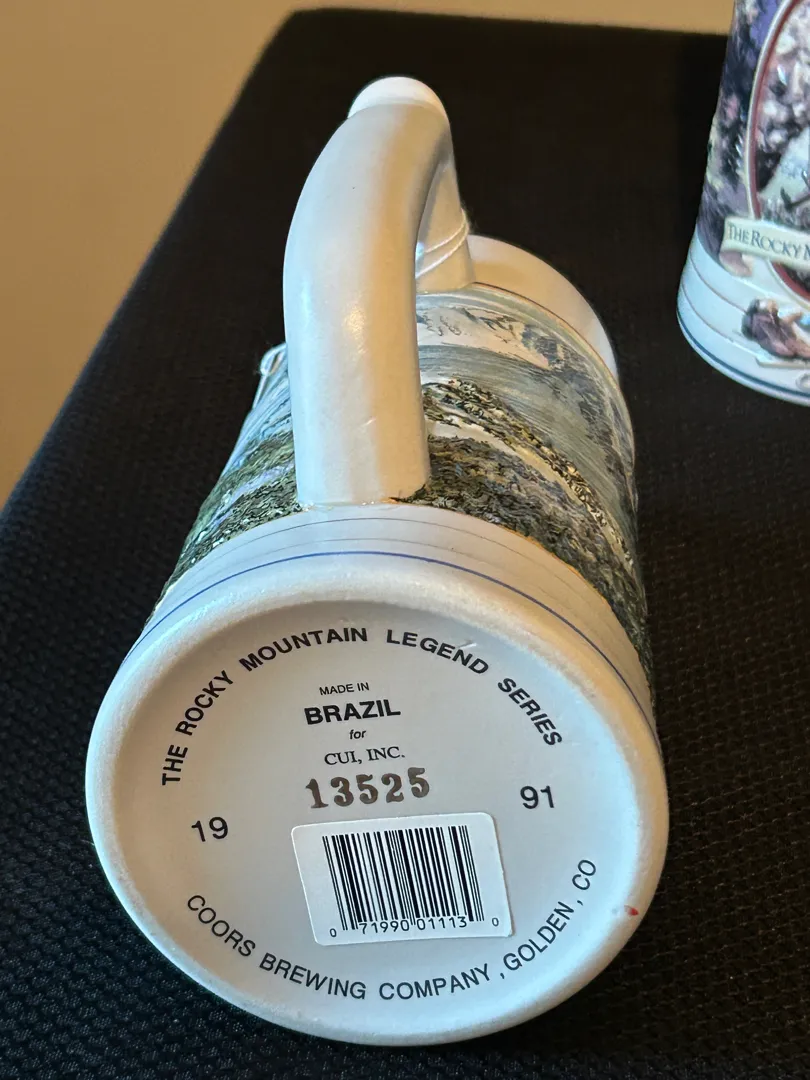 THE ROCKY MOUNTAIN LEGEND SERIES
MADE IN
BRAZIL
for
CUI, INC.
13525
19 91
0 71990 01113 0
COORS BREWING COMPANY , GOLDEN , CO
THE ROCKY